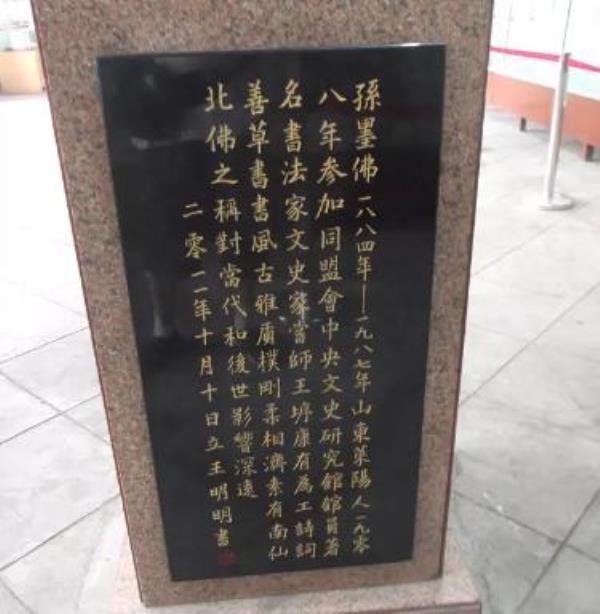 孫墨佛一八八四年—一九八七年山東萊陽人一九零
八年參加同盟會中央文史研究館館員著
名書法家文史家嘗師王垿康有為工詩詞
善草書書風古雅質樸剛柔相濟素有南仙
北佛之稱對當代和後世影響深遠
二零一一年十月十日立王明明書